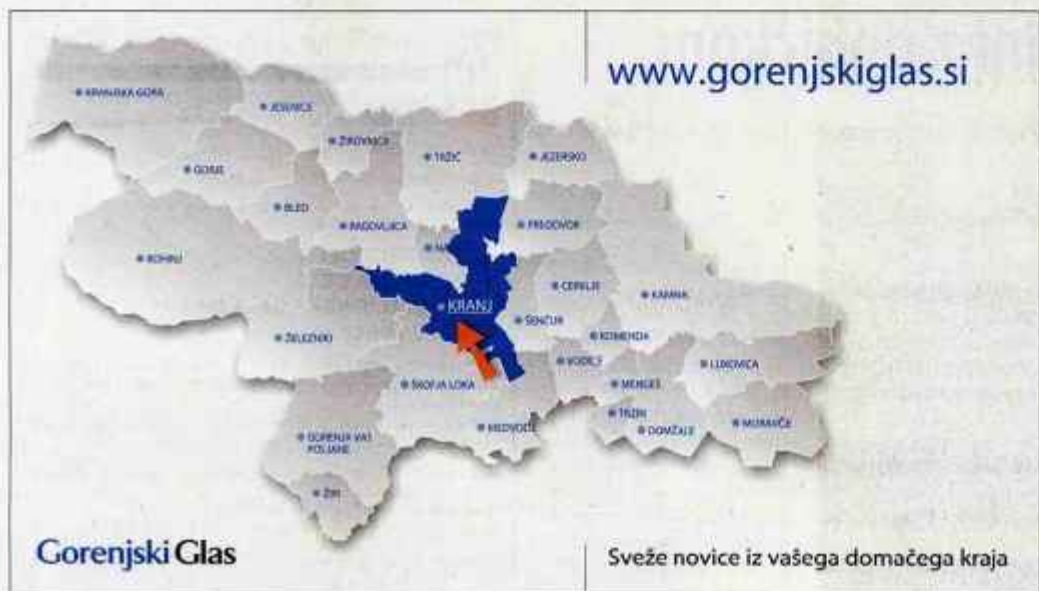 www.gorenjskiglas.si
KRANJSKA GORA
JESENICE
ŽIROVNICA
TRŽIČ
JEZERSKO
GORJE
BLED
RADOVLJICA
NA
PREDDVOR
BOHINJ
CERKLJE
KAMNIK
KRANJ
ŠENČUR
ŽELEZNIKI
KOMENDA
VODICE
LUKOVICA
ŠKOFJA LOKA
MENGEŠ
TRZIN
MEDVODE
DOMŽALE
MORAVČE
GORENJA VAS
POLJANE
ŽIRI
Gorenjski Glas
Sveže novice iz vašega domačega kraja